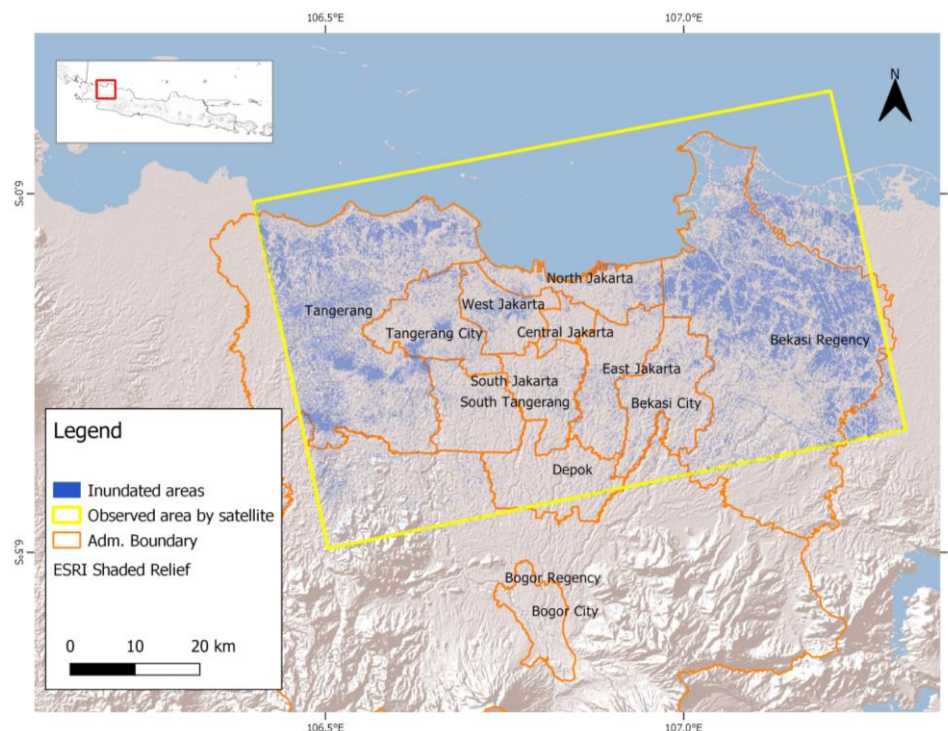 106.5°E
107.0°E
N
6.0°S
North Jakarta
West Jakarta
Tangerang
Tangerang City
Central Jakarta
Bekasi Regency
East Jakarta
South Jakarta
South Tangerang
Bekasi City
Depok
Bogor Regency
Bogor City
6.5°S
Legend
Inundated areas
Observed area by satellite
Adm. Boundary
ESRI Shaded Relief
0 10 20 km
106.5°E
107.0°E